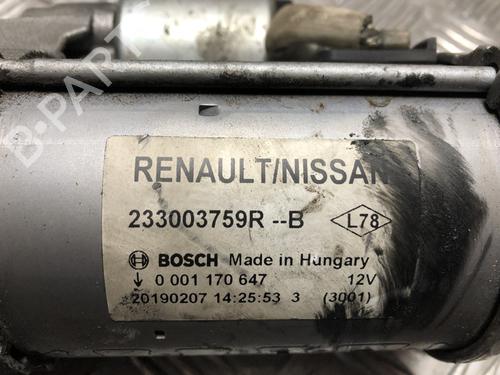 RENAULT/NISSAN
233003759R --B L78
BOSCH Made in Hungary
0 001 170 647 12V
20190207 14:25:53 3 (3001)
B-PARTS